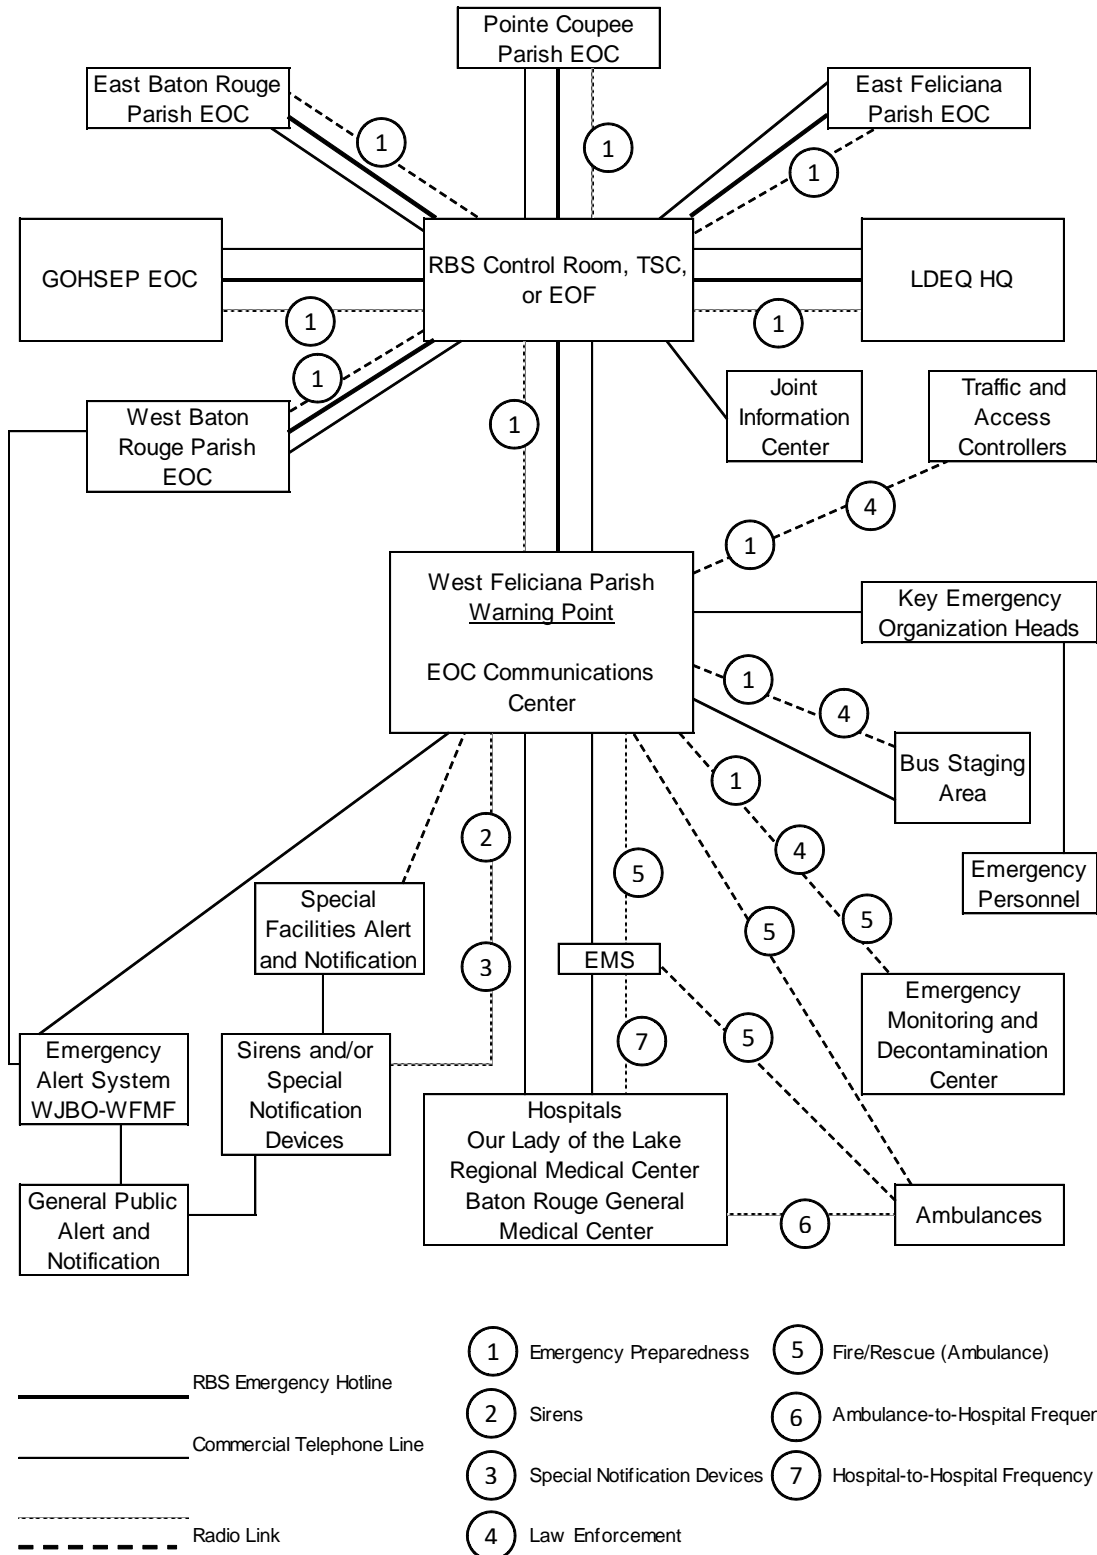 Pointe Coupee
Parish EOC
East Baton Rouge
Parish EOC
East Feliciana
Parish EOC
1
1
1
GOHSEP EOC
RBS Control Room, TSC,
or EOF
LDEQ HQ
1
1
1
West Baton
Rouge Parish
EOC
1
Joint
Information
Center
Traffic and
Access
Controllers
4
1
West Feliciana Parish
Warning Point
EOC Communications
Center
Key Emergency
Organization Heads
1
4
Bus Staging
Area
1
2
4
5
Emergency
Personnel
Special
Facilities Alert
and Notification
5
5
3
EMS
Emergency
Monitoring and
Decontamination
Center
5
7
Emergency
Alert System
WJBO-WFMF
Sirens and/or
Special
Notification
Devices
Hospitals
Our Lady of the Lake
Regional Medical Center
Baton Rouge General
Medical Center
General Public
Alert and
Notification
6
Ambulances
RBS Emergency Hotline
Commercial Telephone Line
Radio Link
1 Emergency Preparedness
2 Sirens
3 Special Notification Devices
4 Law Enforcement
5 Fire/Rescue (Ambulance)
6 Ambulance-to-Hospital Frequen
7 Hospital-to-Hospital Frequency